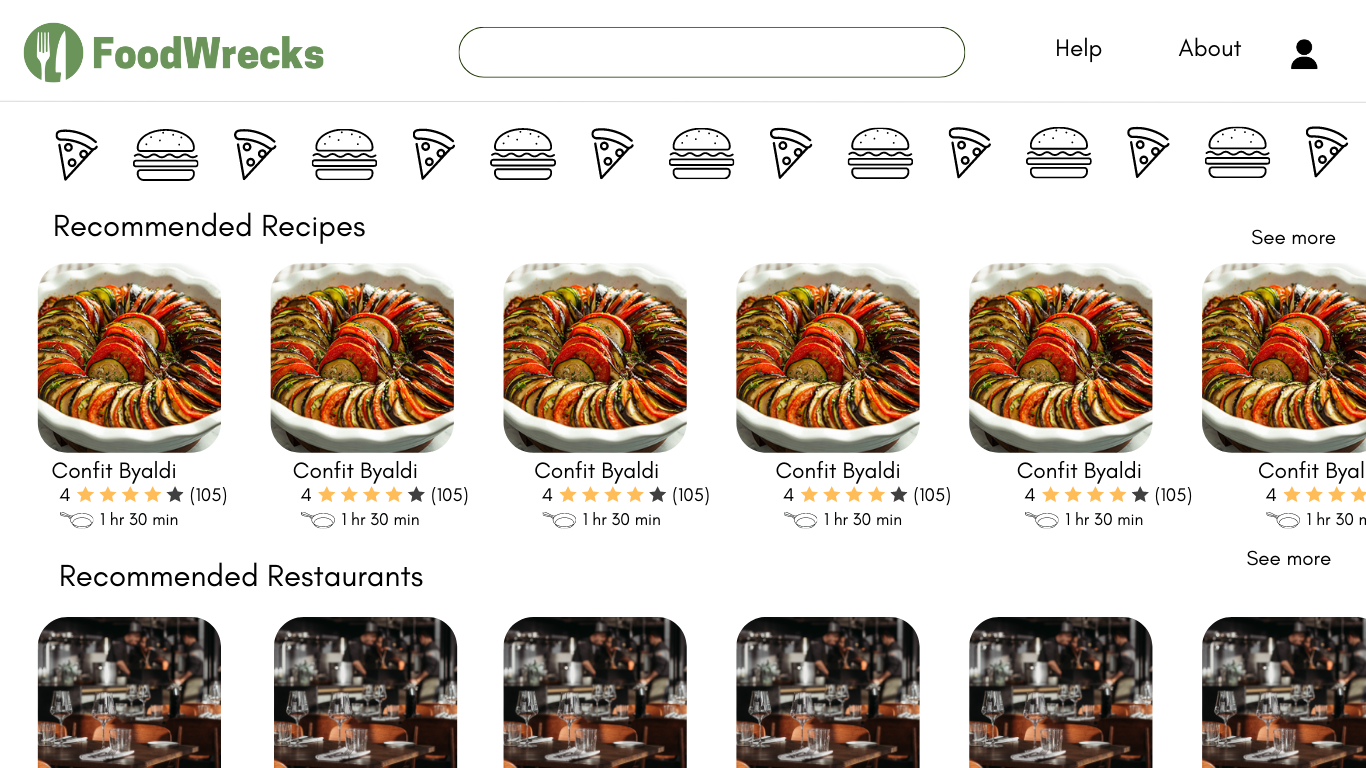 FoodWrecks
Help
About
Recommended Recipes
See more
Confit Byaldi
4 (105)
1 hr 30 min
Confit Byaldi
4 (105)
1 hr 30 min
Confit Byaldi
4 (105)
1 hr 30 min
Confit Byaldi
4 (105)
1 hr 30 min
Confit Byaldi
4 (105)
1 hr 30 min
Confit Byal
4
1 hr 30 m
See more
Recommended Restaurants